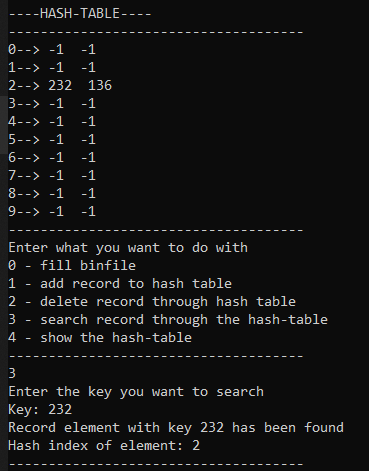 ----HASH-TABLE----
-------------------------------------
0--> -1  -1
1--> -1  -1
2--> 232  136
3--> -1  -1
4--> -1  -1
5--> -1  -1
6--> -1  -1
7--> -1  -1
8--> -1  -1
9--> -1  -1
-------------------------------------
Enter what you want to do with
0 - fill binfile
1 - add record to hash table
2 - delete record through hash table
3 - search record through the hash-table
4 - show the hash-table
-------------------------------------
3
Enter the key you want to search
Key: 232
Record element with key 232 has been found
Hash index of element: 2
-------------------------------------